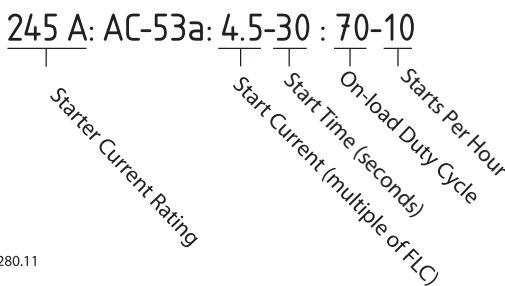 245 A: AC-53a: 4.5-30 : 70-10
Starter Current Rating
Start Current (multiple of FLC)
Start Time (seconds)
On-load Duty Cycle
Starts Per Hour
280.11